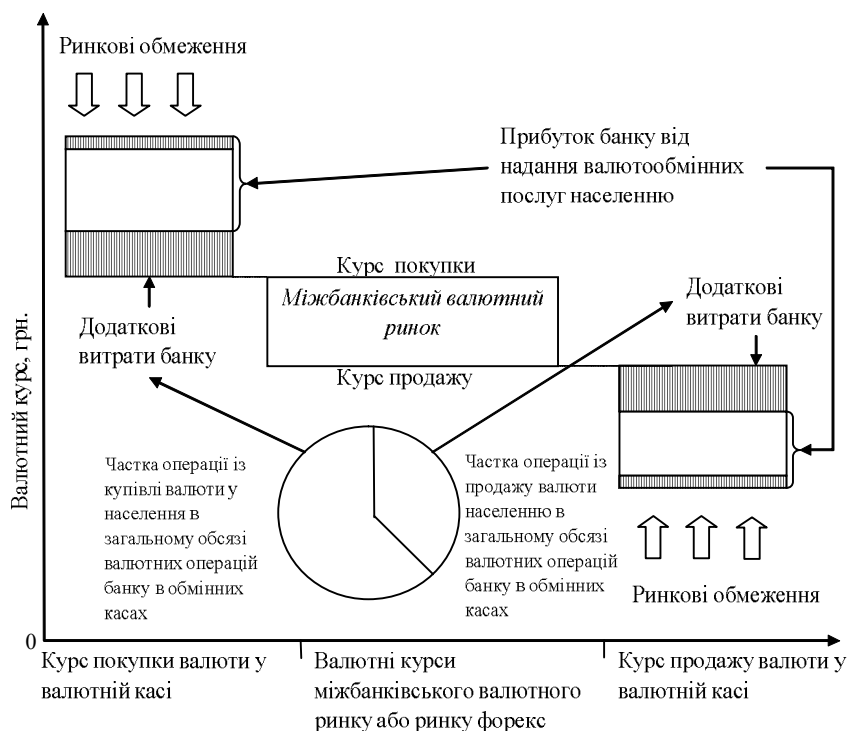 Ринкові обмеження
Прибуток банку від
надання валютообмінних
послуг населенню
Курс покупки
Міжбанківський валютний
ринок
Курс продажу
Додаткові
витрати банку
Додаткові
витрати банку
Валютний курс, грн.
Частка операції із
купівлі валюти у
населення в
загальному обсязі
валютних операцій
банку в обмінних
касах
Частка операції із
продажу валюти
населенню в
загальному обсязі
валютних операцій
банку в обмінних
касах
Ринкові обмеження
0
Курс покупки валюти у
валютній касі
Валютні курси
міжбанківського валютного
ринку або ринку форекс
Курс продажу валюти у
валютній касі